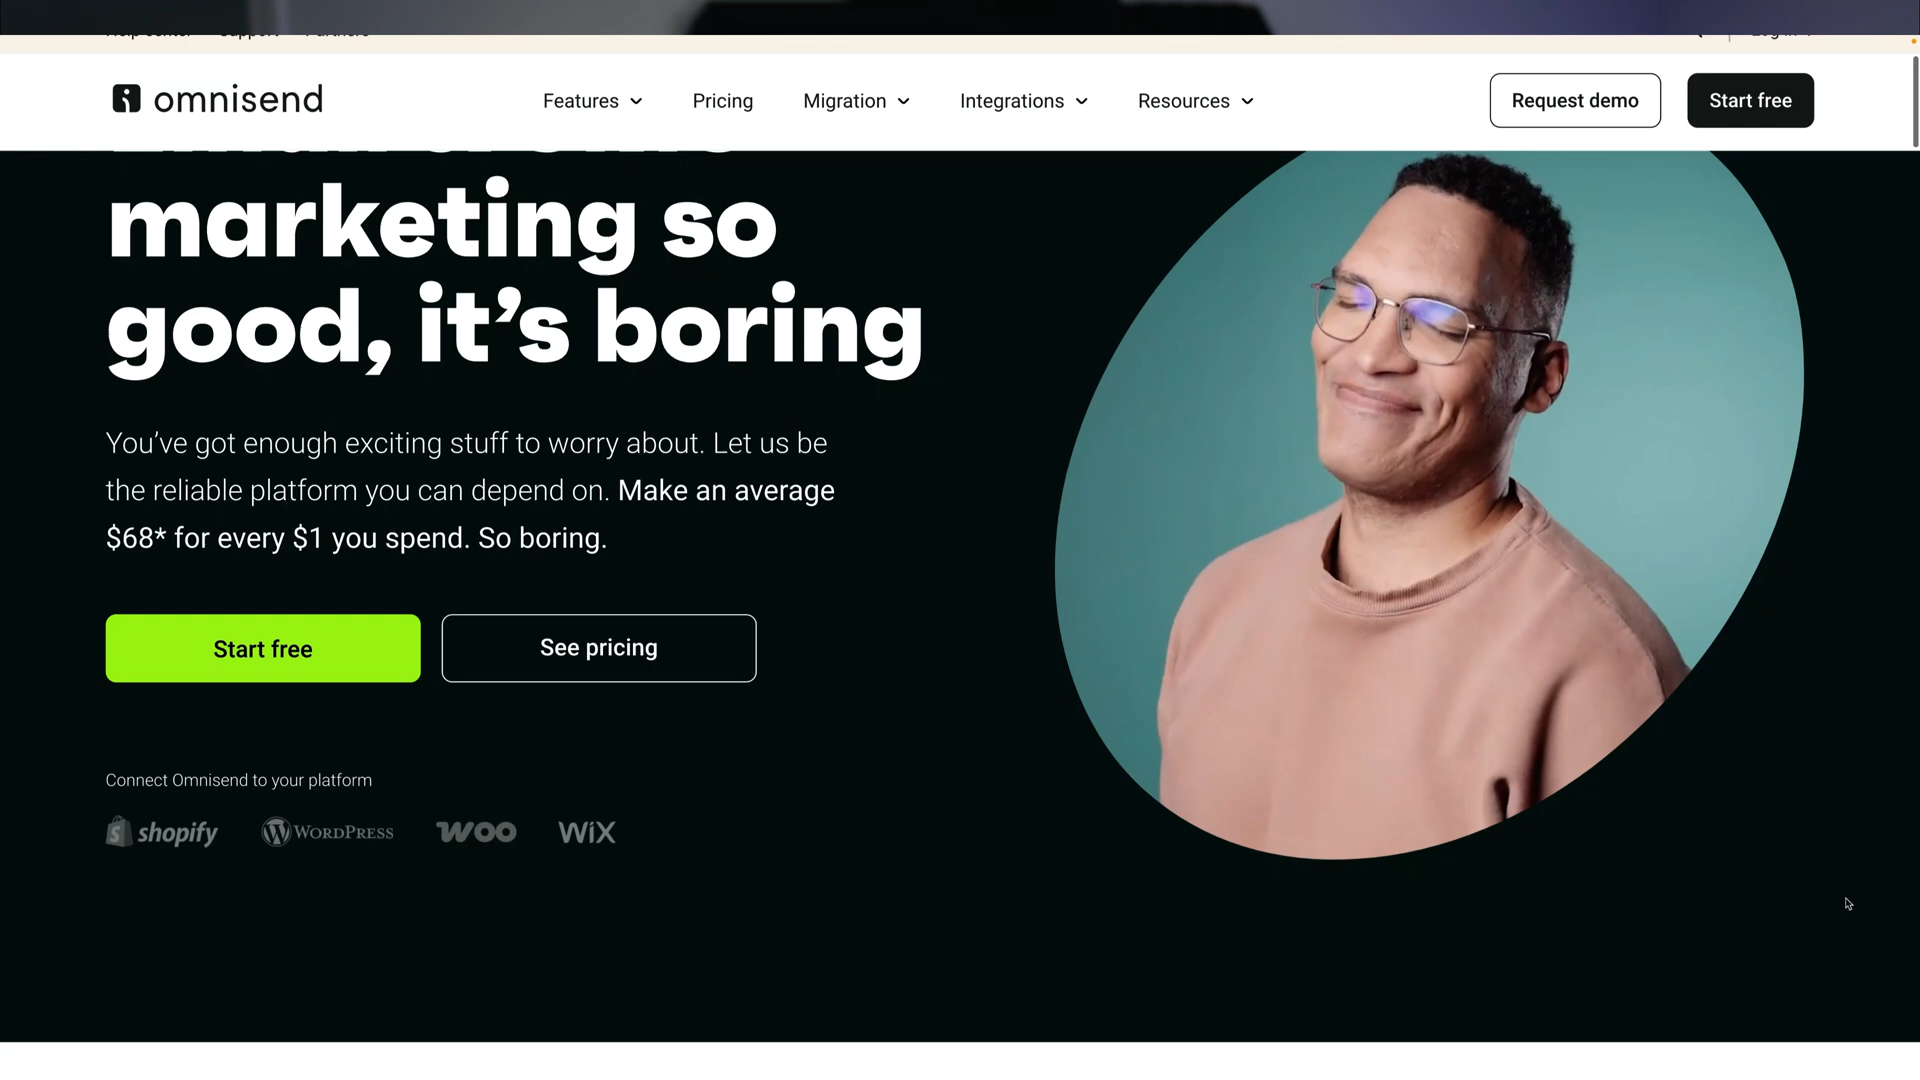 omnisend
Features
Pricing
Migration
Integrations
Resources
Request demo
Start free
marketing so
good, it’s boring
You’ve got enough exciting stuff to worry about. Let us be
the reliable platform you can depend on. Make an average
$68* for every $1 you spend. So boring.
Start free
See pricing
Connect Omnisend to your platform
shopify
WORDPRESS
WOO
WiX